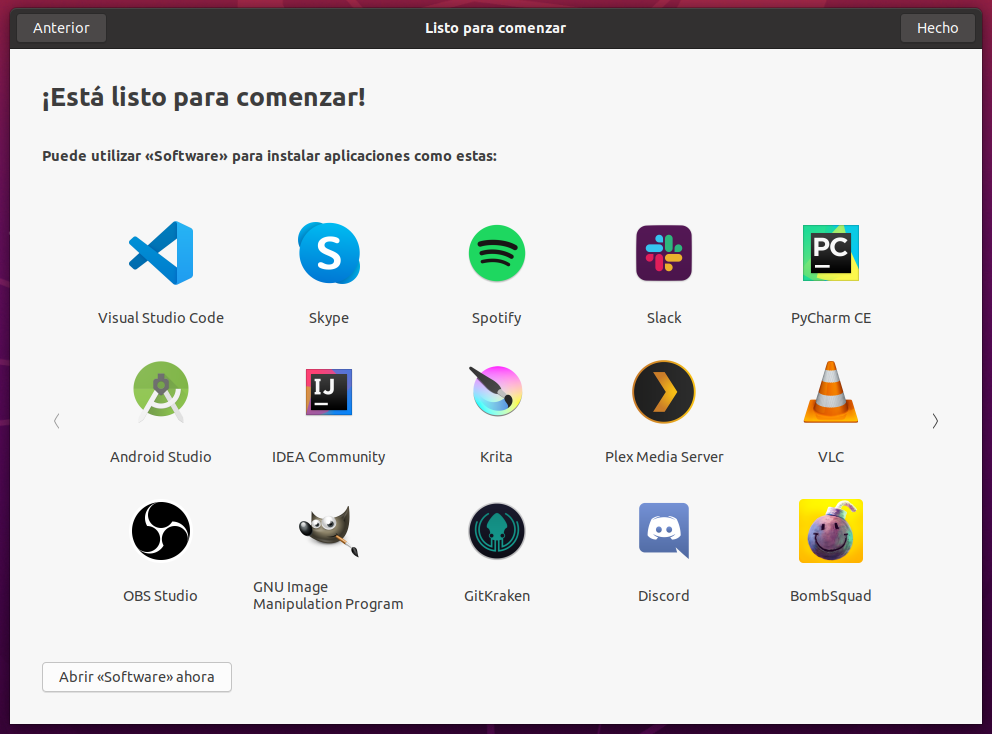 Anterior
Listo para comenzar
Hecho
¡Está listo para comenzar!
Puede utilizar «Software» para instalar aplicaciones como estas:
S
PC
Visual Studio Code
Skype
Spotify
Slack
PyCharm CE
IJ
Android Studio
IDEA Community
Krita
Plex Media Server
VLC
OBS Studio
GNU Image
Manipulation Program
GitKraken
Discord
BombSquad
Abrir «Software» ahora